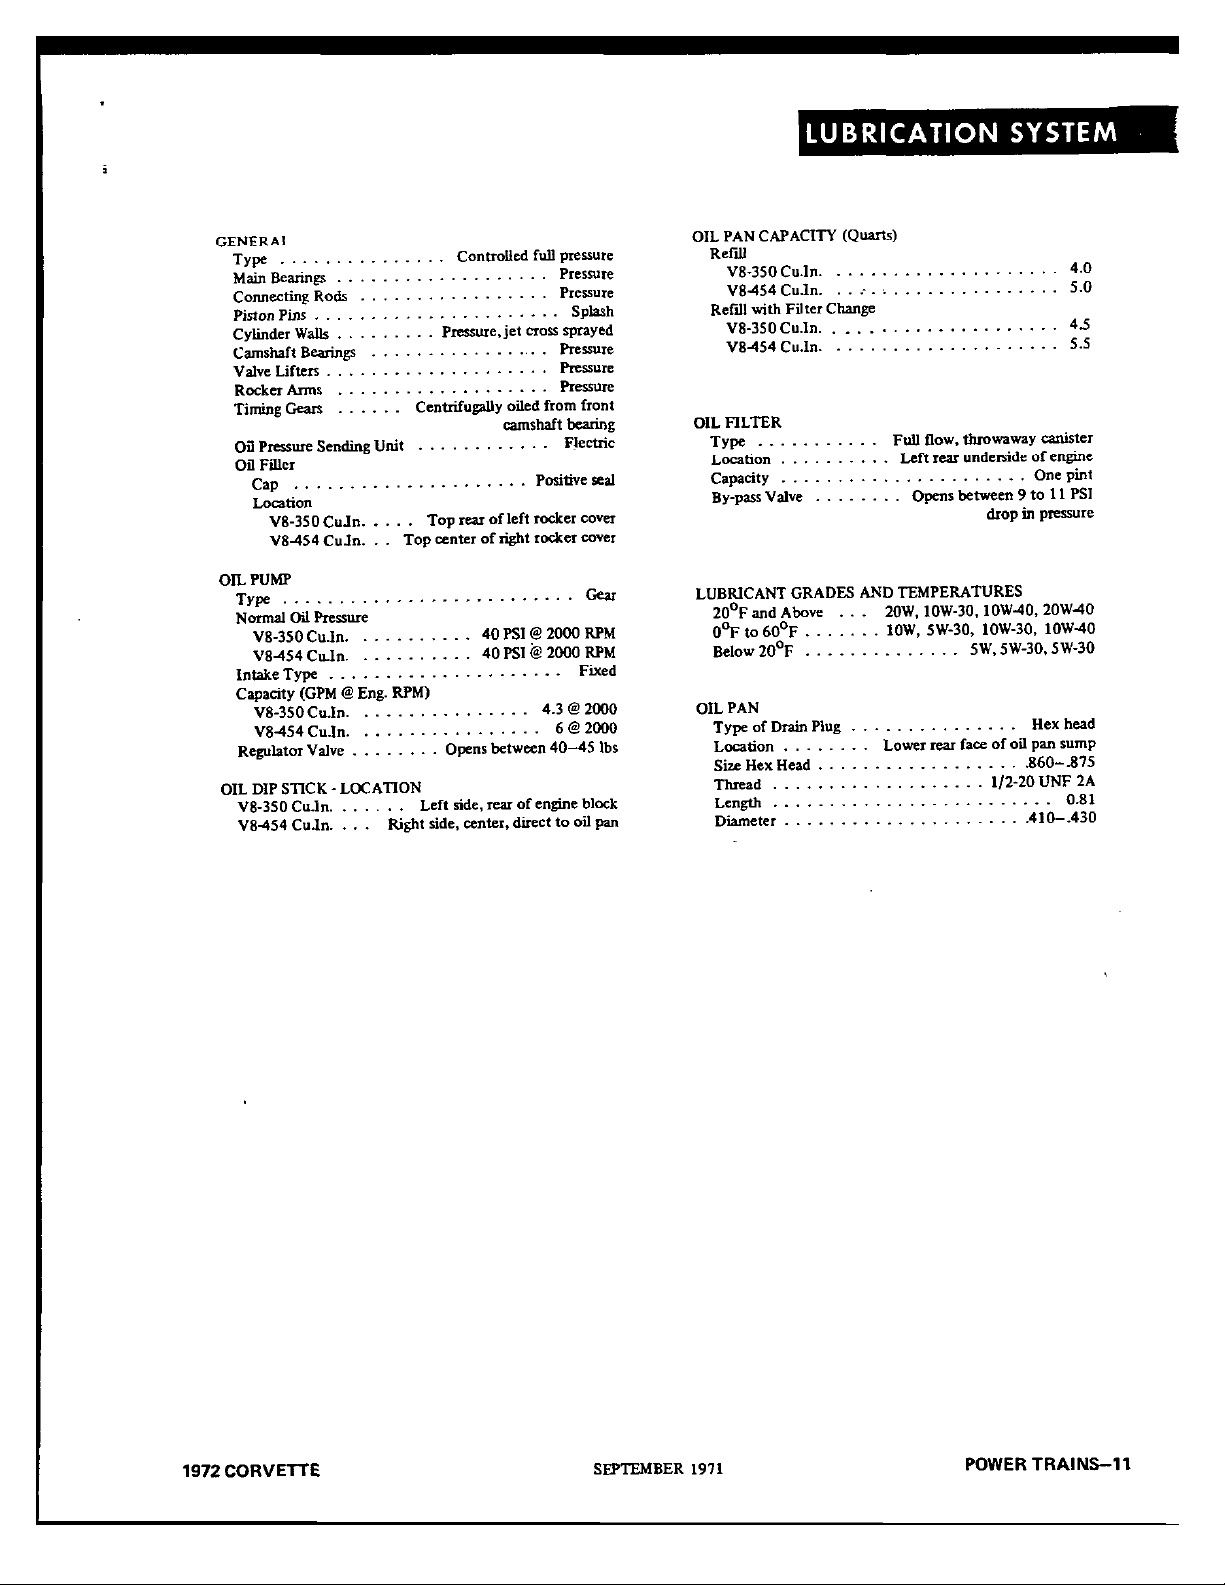 LUBRICATION SYSTEM
GENERAL
Type . . . . . . . . . . . . . . . Controlled full pressure
Main Bearings . . . . . . . . . . . . . . . . . . . Pressure
Connecting Rods . . . . . . . . . . . . . . . . . Pressure
Piston Pins . . . . . . . . . . . . . . . . . . . . . . Splash
Cylinder Walls . . . . . . . . . Pressure, jet cross sprayed
Camshaft Bearings . . . . . . . . . . . . . . . . Pressure
Valve Lifters . . . . . . . . . . . . . . . . . . . . Pressure
Rocker Arms . . . . . . . . . . . . . . . . . . . Pressure
Timing Gears . . . . . . Centrifugally oiled from front
camshaft bearing
Oil Pressure Sending Unit . . . . . . . . . . . . Electric
Oil Filler
Cap . . . . . . . . . . . . . . . . . . . . . Positive seal
Location
V8-350 Cu.In. . . . . Top rear of left rocker cover
V8-454 Cu.In. . . Top center of right rocker cover
OIL PUMP
Type . . . . . . . . . . . . . . . . . . . . . . . . . . Gear
Normal Oil Pressure
V8-350 Cu.In. . . . . . . . . . . 40 PSI @ 2000 RPM
V8-454 Cu.In. . . . . . . . . . . 40 PSI @ 2000 RPM
Intake Type . . . . . . . . . . . . . . . . . . . . . Fixed
Capacity (GPM @ Eng. RPM)
V8-350 Cu.In. . . . . . . . . . . . . . . . 4.3 @ 2000
V8-454 Cu.In. . . . . . . . . . . . . . . . . 6 @ 2000
Regulator Valve . . . . . . . . Opens between 40–45 lbs
OIL DIP STICK - LOCATION
V8-350 Cu.In. . . . . . . Left side, rear of engine block
V8-454 Cu.In. . . . Right side, center, direct to oil pan
OIL PAN CAPACITY (Quarts)
Refill
V8-350 Cu.In. . . . . . . . . . . . . . . . . . . . . 4.0
V8-454 Cu.In. . . . . . . . . . . . . . . . . . . . . 5.0
Refill with Filter Change
V8-350 Cu.In. . . . . . . . . . . . . . . . . . . . . 4.5
V8-454 Cu.In. . . . . . . . . . . . . . . . . . . . . 5.5
OIL FILTER
Type . . . . . . . . . . . Full flow, throwaway canister
Location . . . . . . . . . . Left rear underside of engine
Capacity . . . . . . . . . . . . . . . . . . . . . . One pint
By-pass Valve . . . . . . . . Opens between 9 to 11 PSI
drop in pressure
LUBRICANT GRADES AND TEMPERATURES
20°F and Above . . . 20W, 10W-30, 10W-40, 20W-40
0°F to 60°F . . . . . . . 10W, 5W-30, 10W-30, 10W-40
Below 20°F . . . . . . . . . . . . . . 5W, 5W-30, 5W-30
OIL PAN
Type of Drain Plug . . . . . . . . . . . . . . . Hex head
Location . . . . . . . . Lower rear face of oil pan sump
Size Hex Head . . . . . . . . . . . . . . . . . . .860–.875
Thread . . . . . . . . . . . . . . . . . . . 1/2-20 UNF 2A
Length . . . . . . . . . . . . . . . . . . . . . . . . . 0.81
Diameter . . . . . . . . . . . . . . . . . . . . . .410–.430
1972 CORVETTE
SEPTEMBER 1971
POWER TRAINS–11